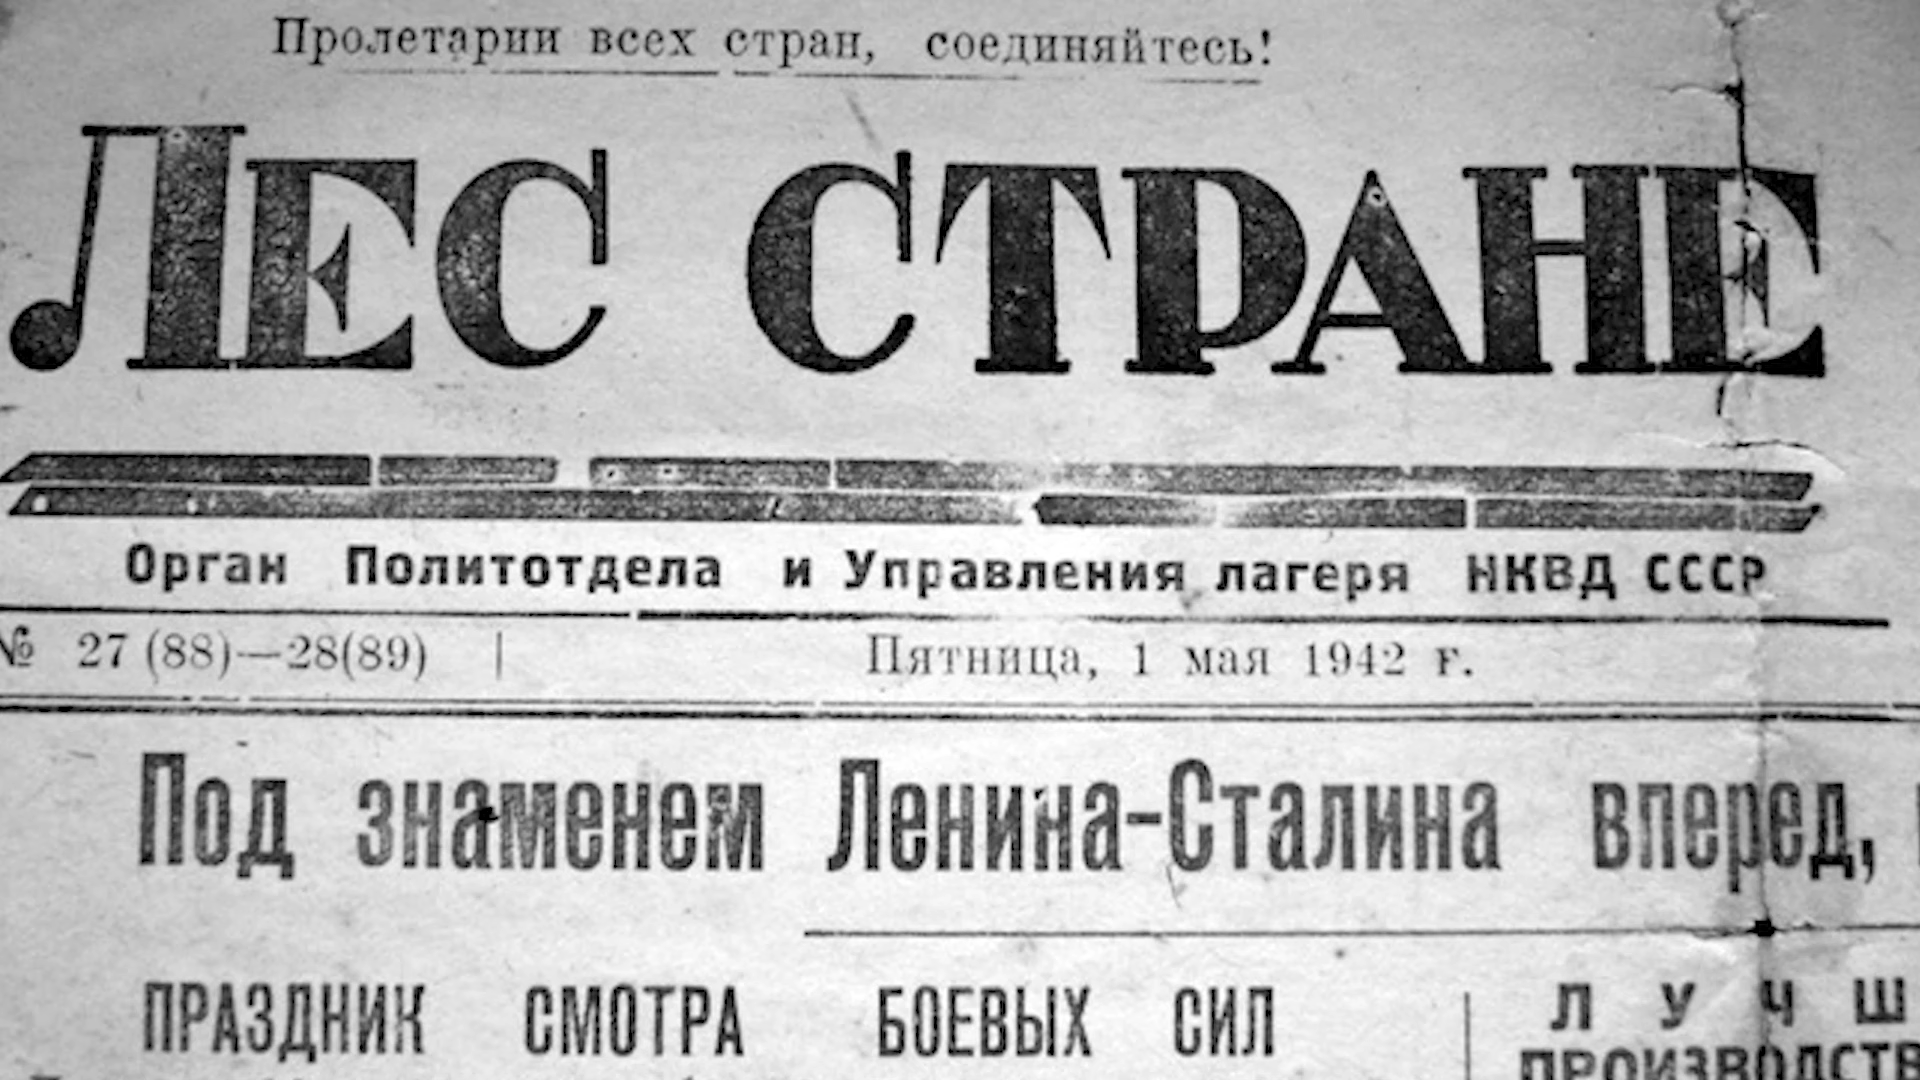 Пролетарии всех стран, соединяйтесь!
ЛЕС СТРАНЕ
Орган Политотдела и Управления лагеря НКВД СССР
№ 27 (88)—28(89) | Пятница, 1 мая 1942 г.
Под знаменем Ленина-Сталина вперед,
ПРАЗДНИК СМОТРА БОЕВЫХ СИЛ
Л У Ч Ш
ПРОИЗВОДСТВ